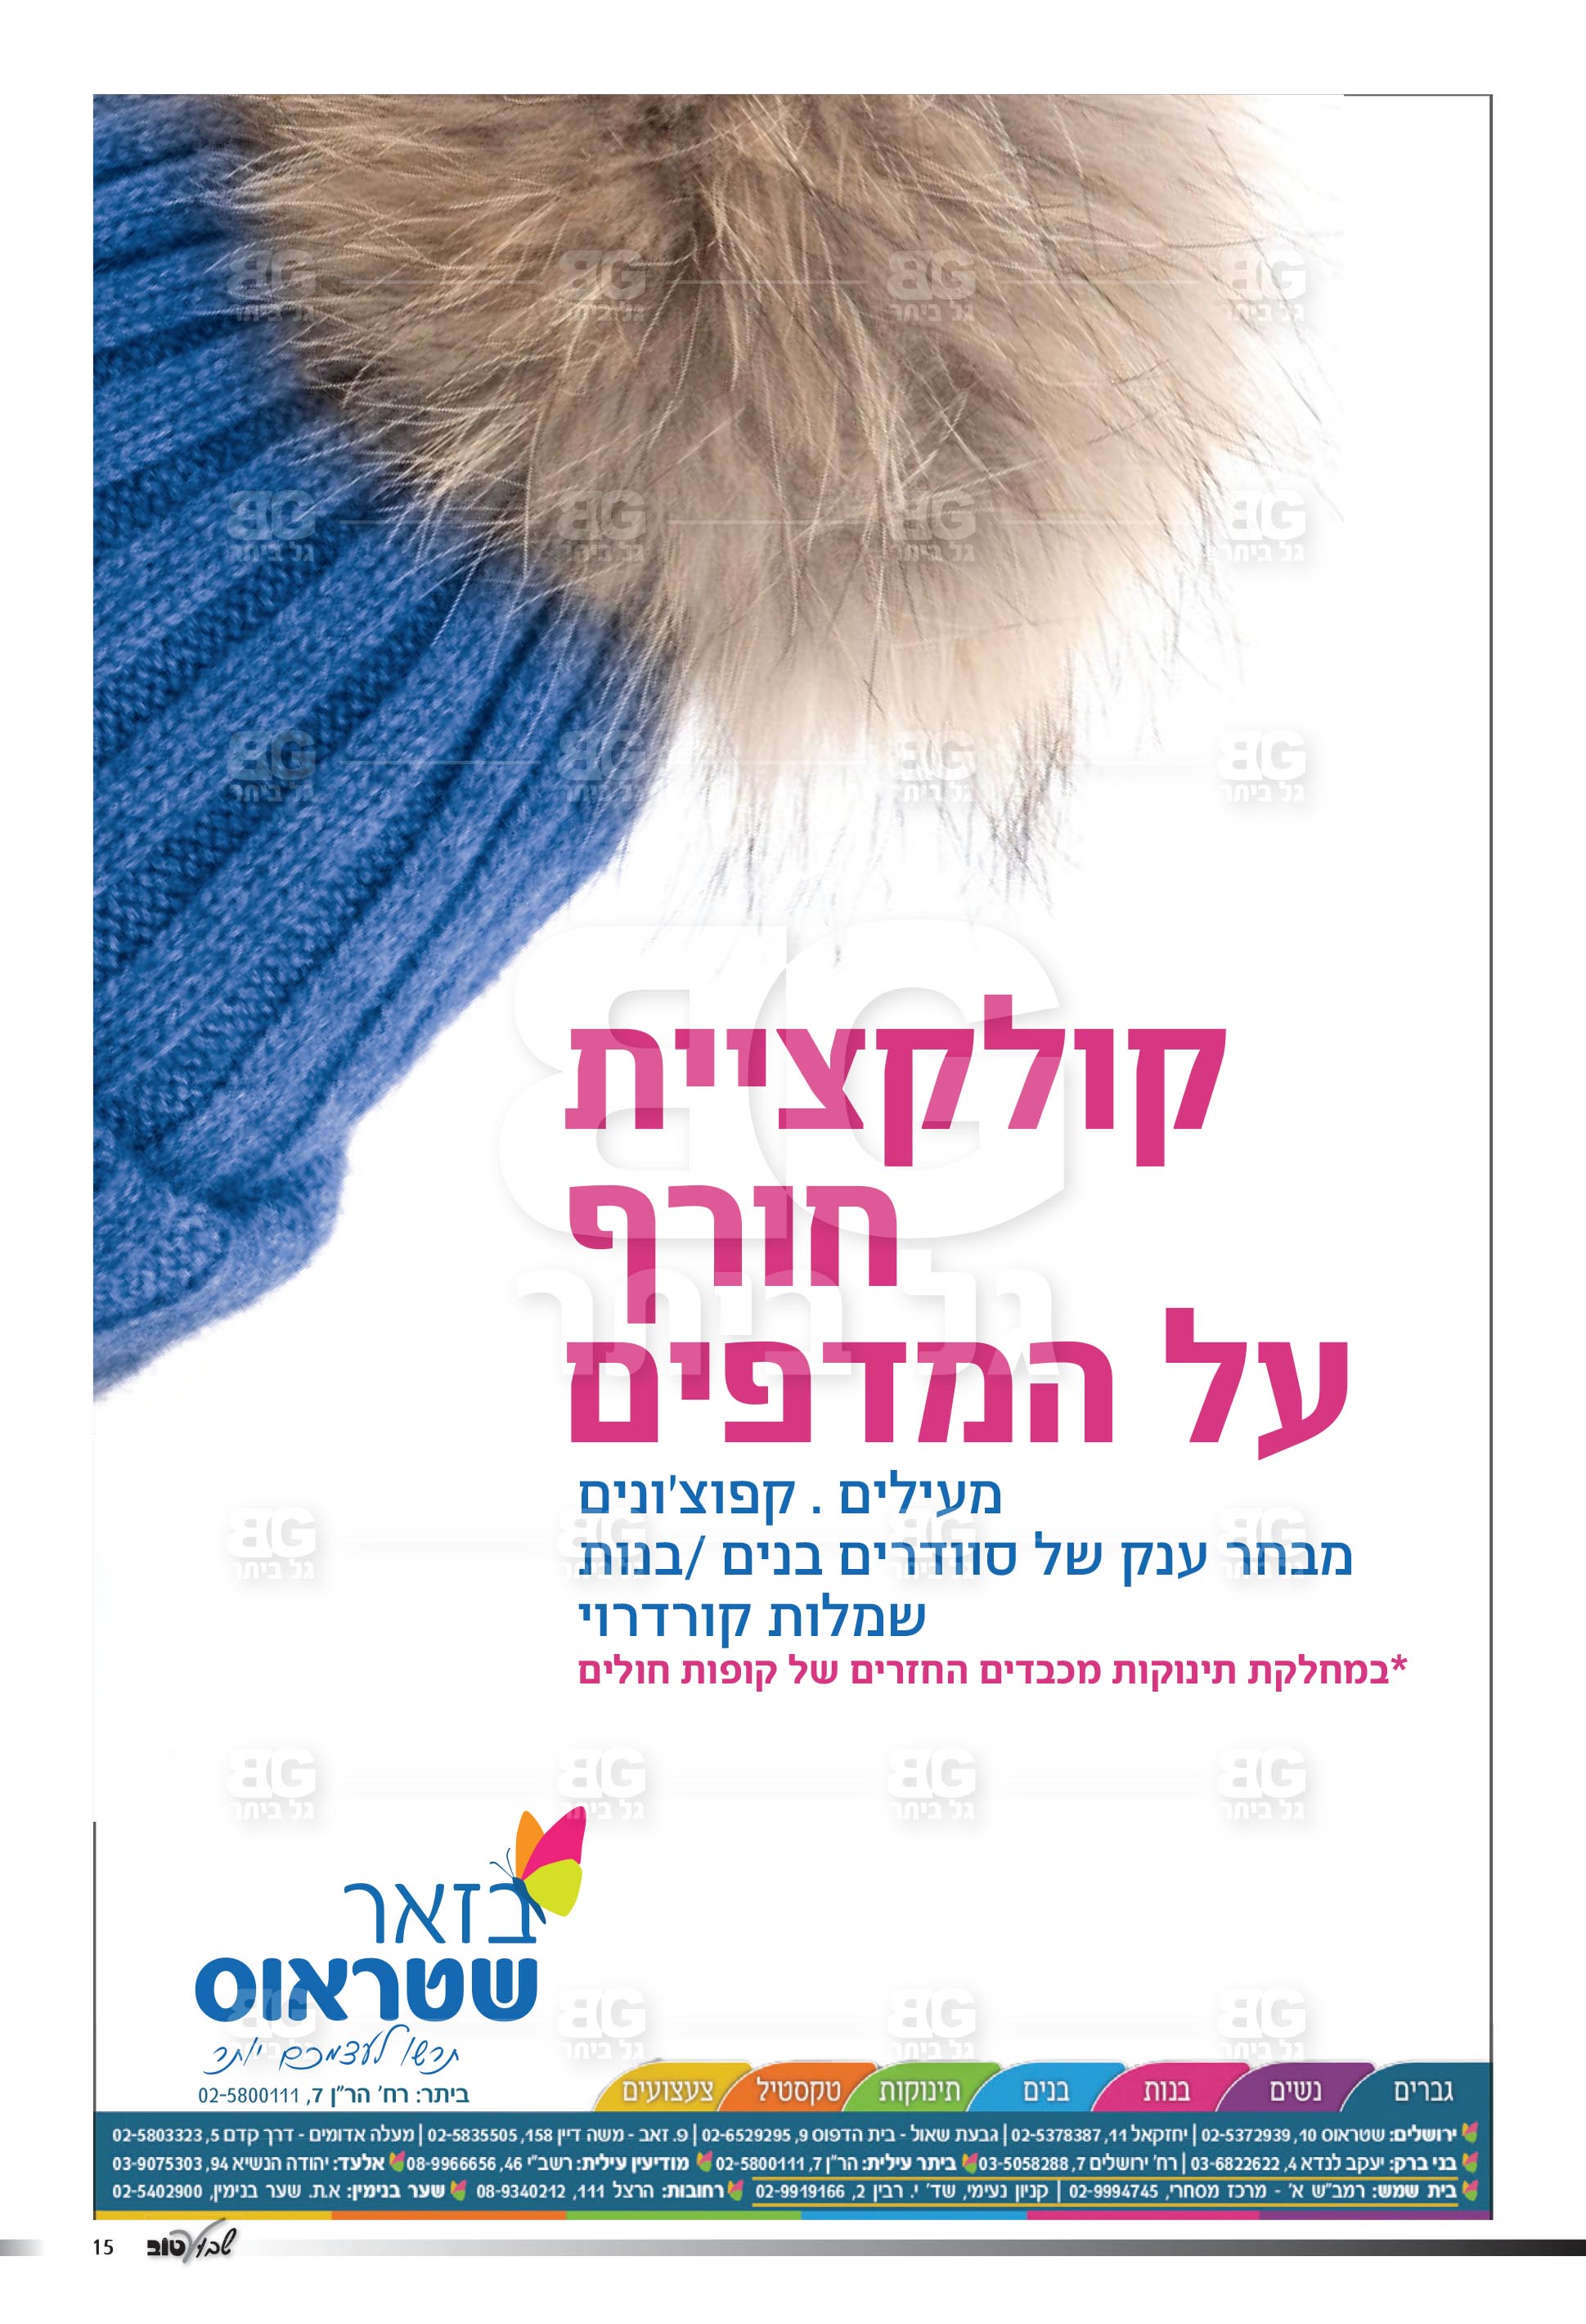 קולקציית
חורף
על המדפים
מעילים . קפוצ'ונים
מבחר ענק של סוודרים בנים /בנות
שמלות קורדרוי
*במחלקת תינוקות מכבדים החזרים של קופות חולים
בזאר
שטראוס
תרשו לעצמכם יותר
ביתר: רח' הר"ן 7, 02-5800111
גברים נשים בנות בנים תינוקות טקסטיל צעצועים
ירושלים: שטראוס 10, 02-5372939 | יחזקאל 11, 02-5378387 | גבעת שאול - בית הדפוס 9, 02-6529295 | פ. זאב - משה דיין 158, 02-5835505 | מעלה אדומים - דרך קדם 5, 02-5803323
בני ברק: יעקב לנדא 4, 03-6822622 | רח' ירושלים 7, 03-5058288 ביתר עילית: הר"ן 7, 02-5800111 מודיעין עילית: רשב"י 46, 08-9966656 אלעד: יהודה הנשיא 94, 03-9075303
בית שמש: רמב"ש א' - מרכז מסחרי, 02-9994745 | קניון נעימי, שד' י. רבין 2, 02-9919166 רחובות: הרצל 111, 08-9340212 שער בנימין: א.ת. שער בנימין, 02-5402900
15 שבוע טוב
BG
גל ביתר